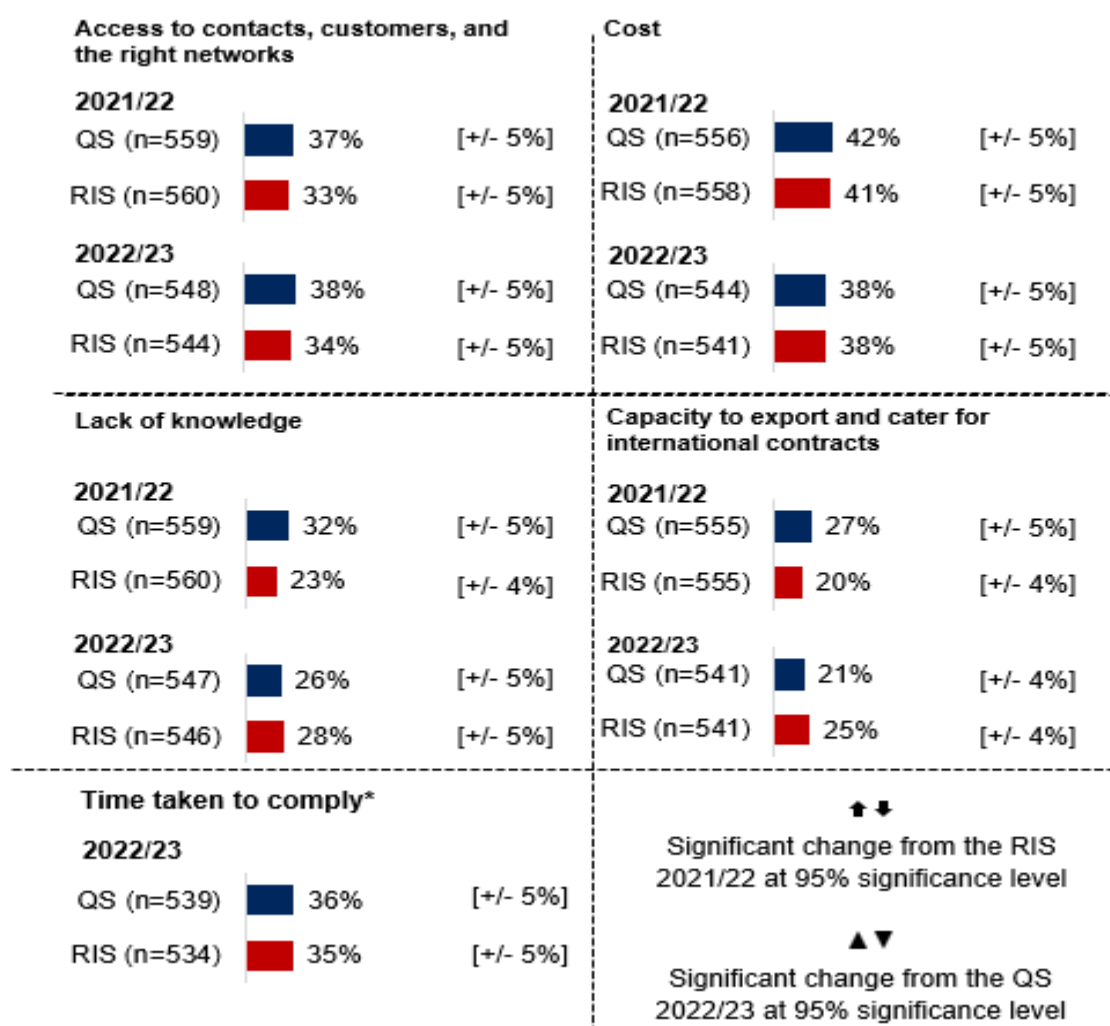 Access to contacts, customers, and
the right networks
2021/22
QS (n=559) 37% [+/- 5%]
RIS (n=560) 33% [+/- 5%]
2022/23
QS (n=548) 38% [+/- 5%]
RIS (n=544) 34% [+/- 5%]
Cost
2021/22
QS (n=556) 42% [+/- 5%]
RIS (n=558) 41% [+/- 5%]
2022/23
QS (n=544) 38% [+/- 5%]
RIS (n=541) 38% [+/- 5%]
Lack of knowledge
2021/22
QS (n=559) 32% [+/- 5%]
RIS (n=560) 23% [+/- 4%]
2022/23
QS (n=547) 26% [+/- 5%]
RIS (n=546) 28% [+/- 5%]
Capacity to export and cater for
international contracts
2021/22
QS (n=555) 27% [+/- 5%]
RIS (n=555) 20% [+/- 4%]
2022/23
QS (n=541) 21% [+/- 4%]
RIS (n=541) 25% [+/- 4%]
Time taken to comply*
2022/23
QS (n=539) 36% [+/- 5%]
RIS (n=534) 35% [+/- 5%]
Significant change from the RIS
2021/22 at 95% significance level
▲▼
Significant change from the QS
2022/23 at 95% significance level